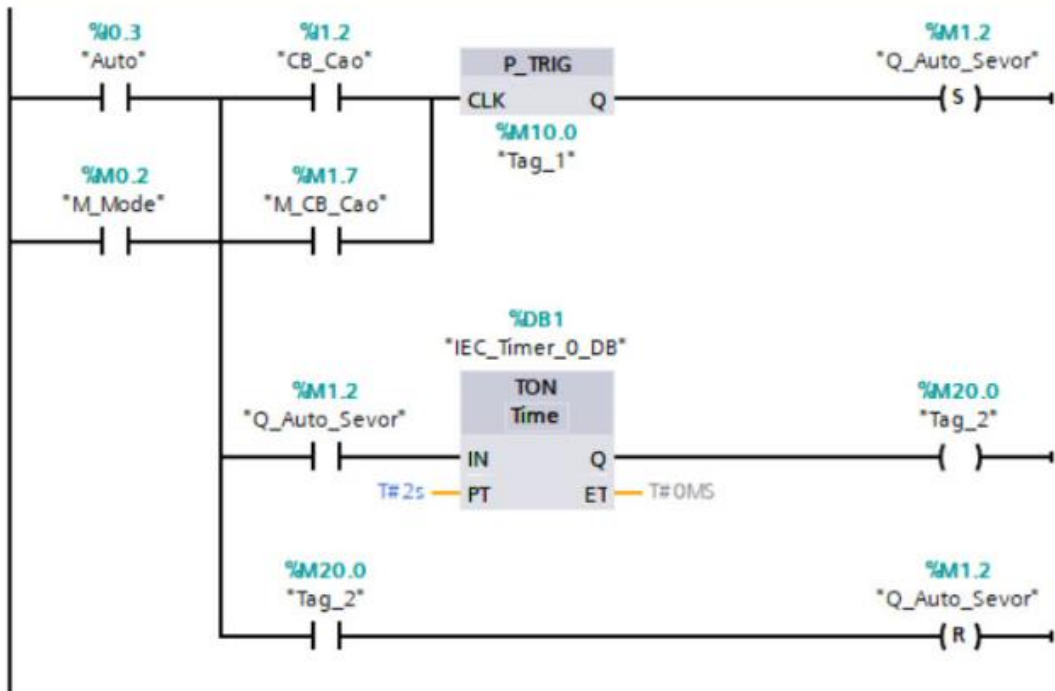 %I0.3
"Auto"
%I1.2
"CB_Cao"
P_TRIG
CLK Q
%M10.0
"Tag_1"
%M1.2
"Q_Auto_Sevor"
( S )
%M0.2
"M_Mode"
%M1.7
"M_CB_Cao"
%DB1
"IEC_Timer_0_DB"
TON
Time
%M1.2
"Q_Auto_Sevor"
IN Q
T#2s PT ET T#0MS
%M20.0
"Tag_2"
%M20.0
"Tag_2"
%M1.2
"Q_Auto_Sevor"
( R )